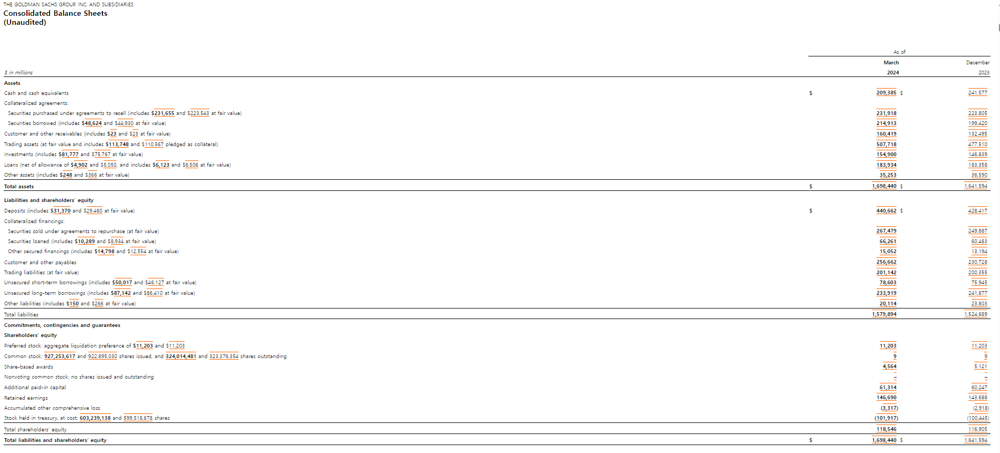 THE GOLDMAN SACHS GROUP, INC. AND SUBSIDIARIES
Consolidated Balance Sheets
(Unaudited)
As of
March December
$ in millions 2024 2023
Assets
Cash and cash equivalents $ 209,385 $ 241,577
Collateralized agreements:
Securities purchased under agreements to resell (includes $231,655 and $223,543 at fair value) 231,918 223,805
Securities borrowed (includes $48,624 and $44,930 at fair value) 214,913 199,420
Customer and other receivables (includes $23 and $23 at fair value) 160,419 132,495
Trading assets (at fair value and includes $113,748 and $110,567 pledged as collateral) 507,718 477,510
Investments (includes $81,777 and $75,767 at fair value) 154,900 146,839
Loans (net of allowance of $4,902 and $5,050, and includes $6,123 and $6,506 at fair value) 183,934 183,358
Other assets (includes $248 and $366 at fair value) 35,253 36,590
Total assets $ 1,698,440 $ 1,641,594
Liabilities and shareholders' equity
Deposits (includes $31,370 and $29,460 at fair value) $ 440,662 $ 428,417
Collateralized financings:
Securities sold under agreements to repurchase (at fair value) 267,479 249,887
Securities loaned (includes $10,289 and $8,934 at fair value) 66,261 60,483
Other secured financings (includes $14,798 and $12,554 at fair value) 15,052 13,194
Customer and other payables 256,662 230,728
Trading liabilities (at fair value) 201,142 200,355
Unsecured short-term borrowings (includes $50,017 and $46,127 at fair value) 78,603 75,945
Unsecured long-term borrowings (includes $87,142 and $86,410 at fair value) 233,919 241,877
Other liabilities (includes $150 and $266 at fair value) 20,114 23,803
Total liabilities 1,579,894 1,524,689
Commitments, contingencies and guarantees
Shareholders' equity
Preferred stock; aggregate liquidation preference of $11,203 and $11,203 11,203 11,203
Common stock; 927,253,617 and 922,895,030 shares issued, and 324,014,481 and 323,376,354 shares outstanding 9 9
Share-based awards 4,564 5,121
Nonvoting common stock; no shares issued and outstanding – –
Additional paid-in capital 61,314 60,247
Retained earnings 146,690 143,688
Accumulated other comprehensive loss (3,317) (2,918)
Stock held in treasury, at cost; 603,239,138 and 599,518,678 shares (101,917) (100,445)
Total shareholders' equity 118,546 116,905
Total liabilities and shareholders' equity $ 1,698,440 $ 1,641,594